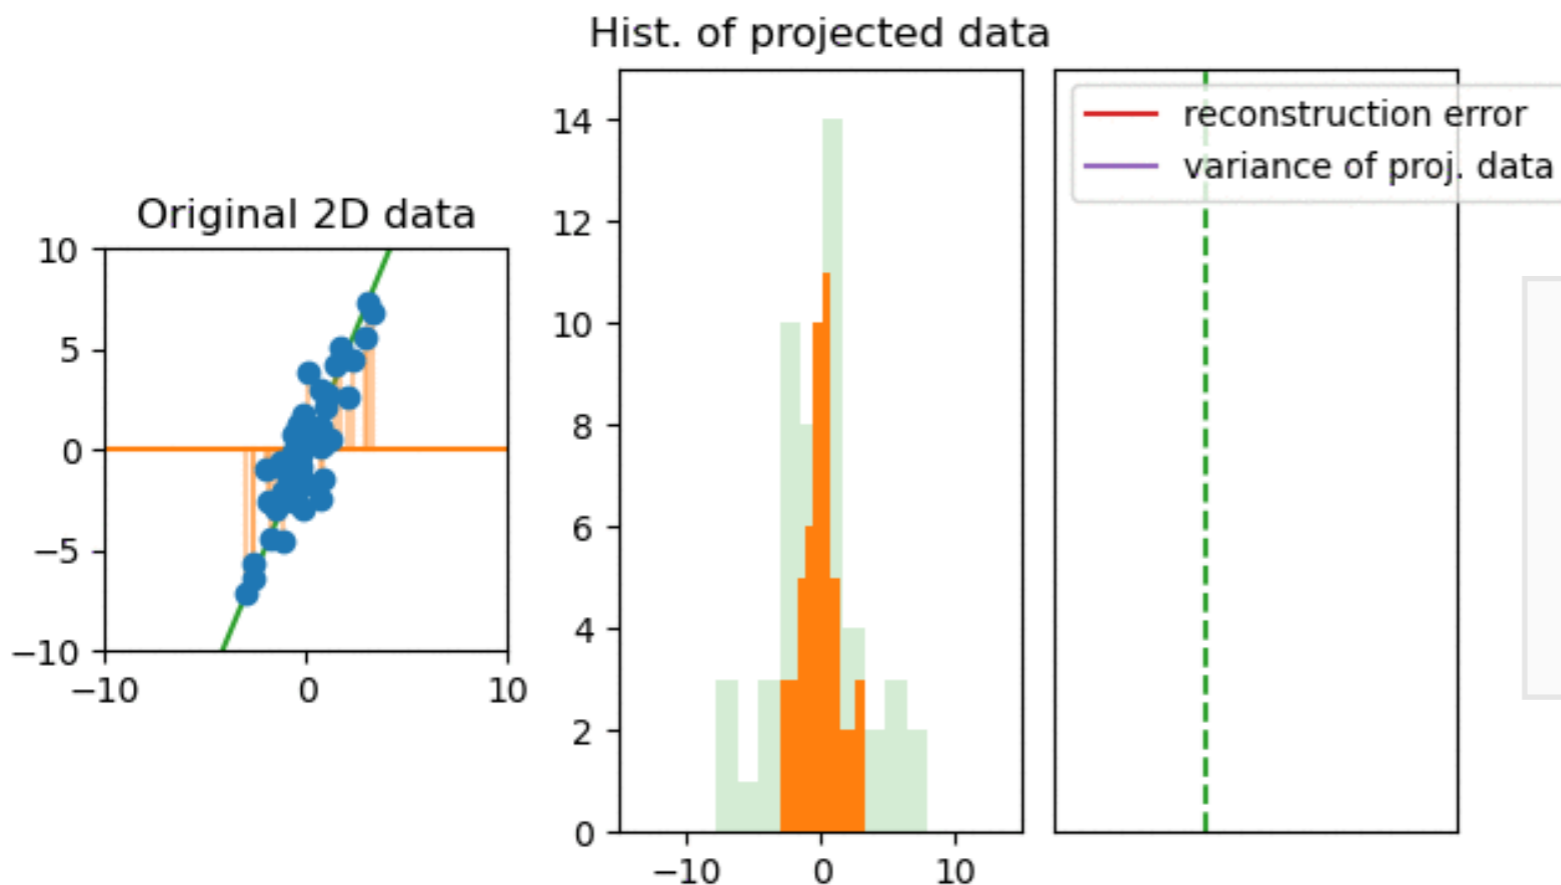 Hist. of projected data
Original 2D data
10
5
0
−5
−10
−10 0 10
14
12
10
8
6
4
2
0
−10 0 10
reconstruction error
variance of proj. data